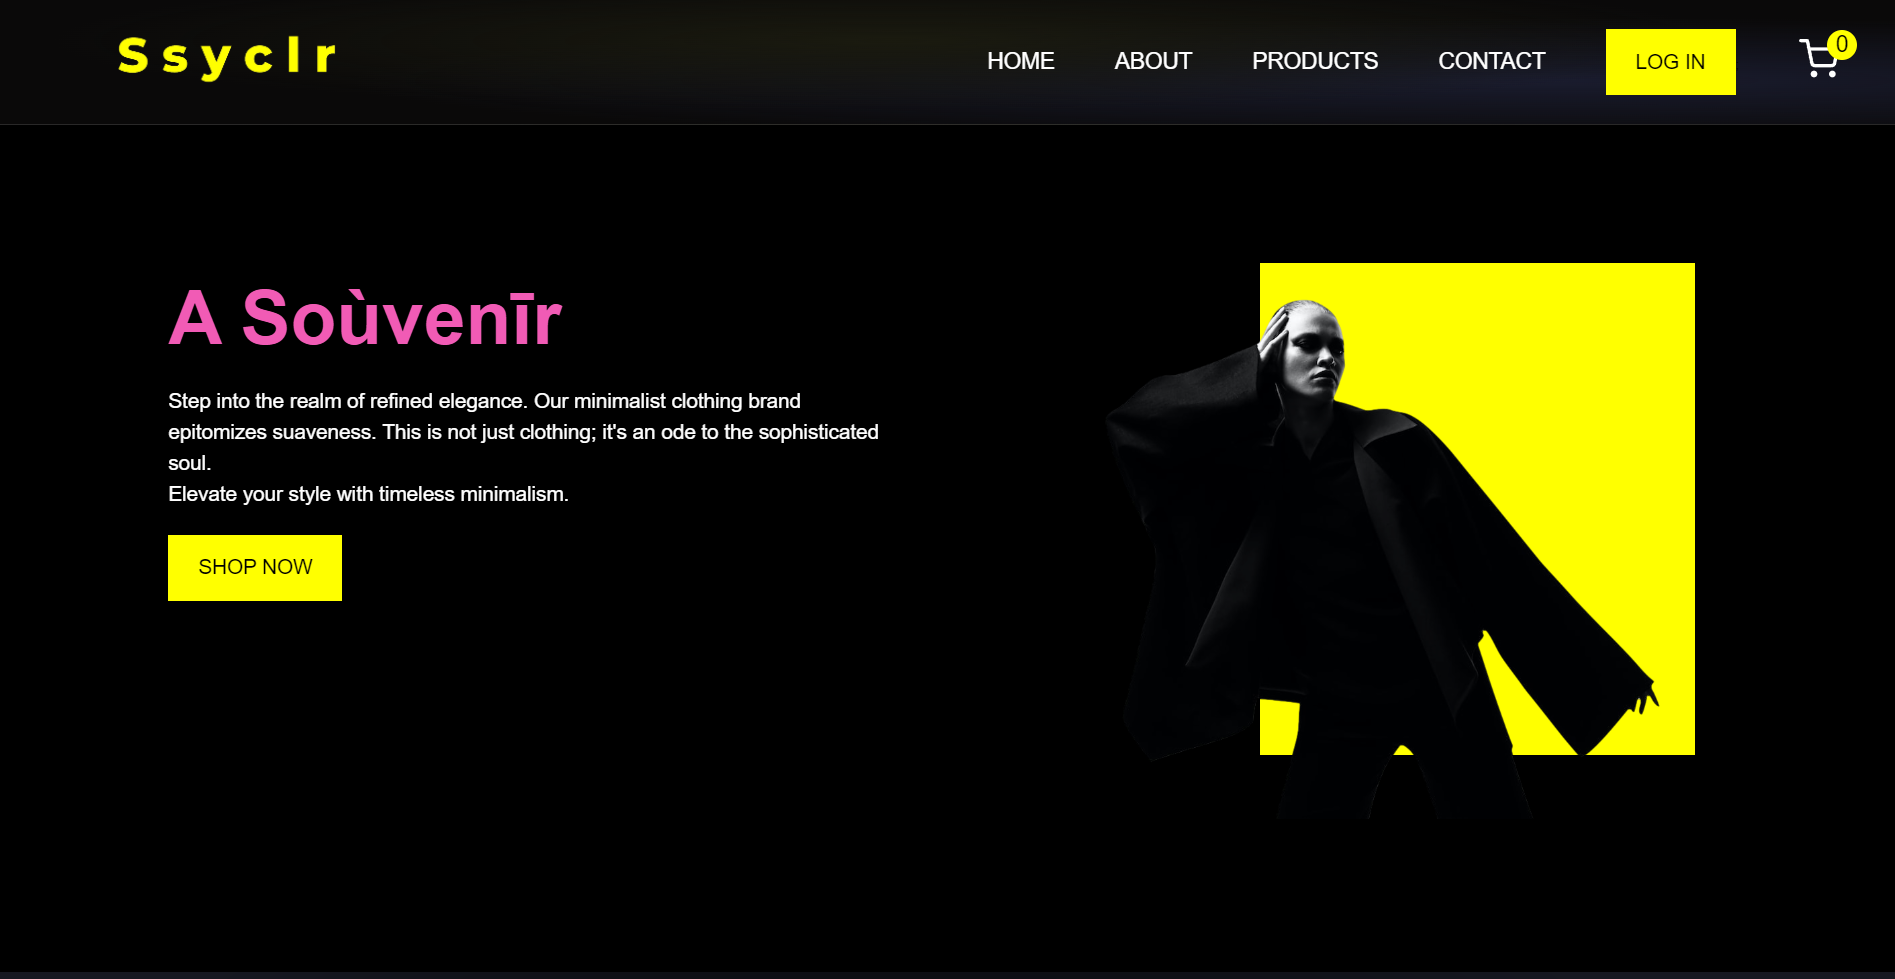 Ssyclr
HOME ABOUT PRODUCTS CONTACT LOG IN 0
A Soùvenīr
Step into the realm of refined elegance. Our minimalist clothing brand
epitomizes suaveness. This is not just clothing; it's an ode to the sophisticated
soul.
Elevate your style with timeless minimalism.
SHOP NOW